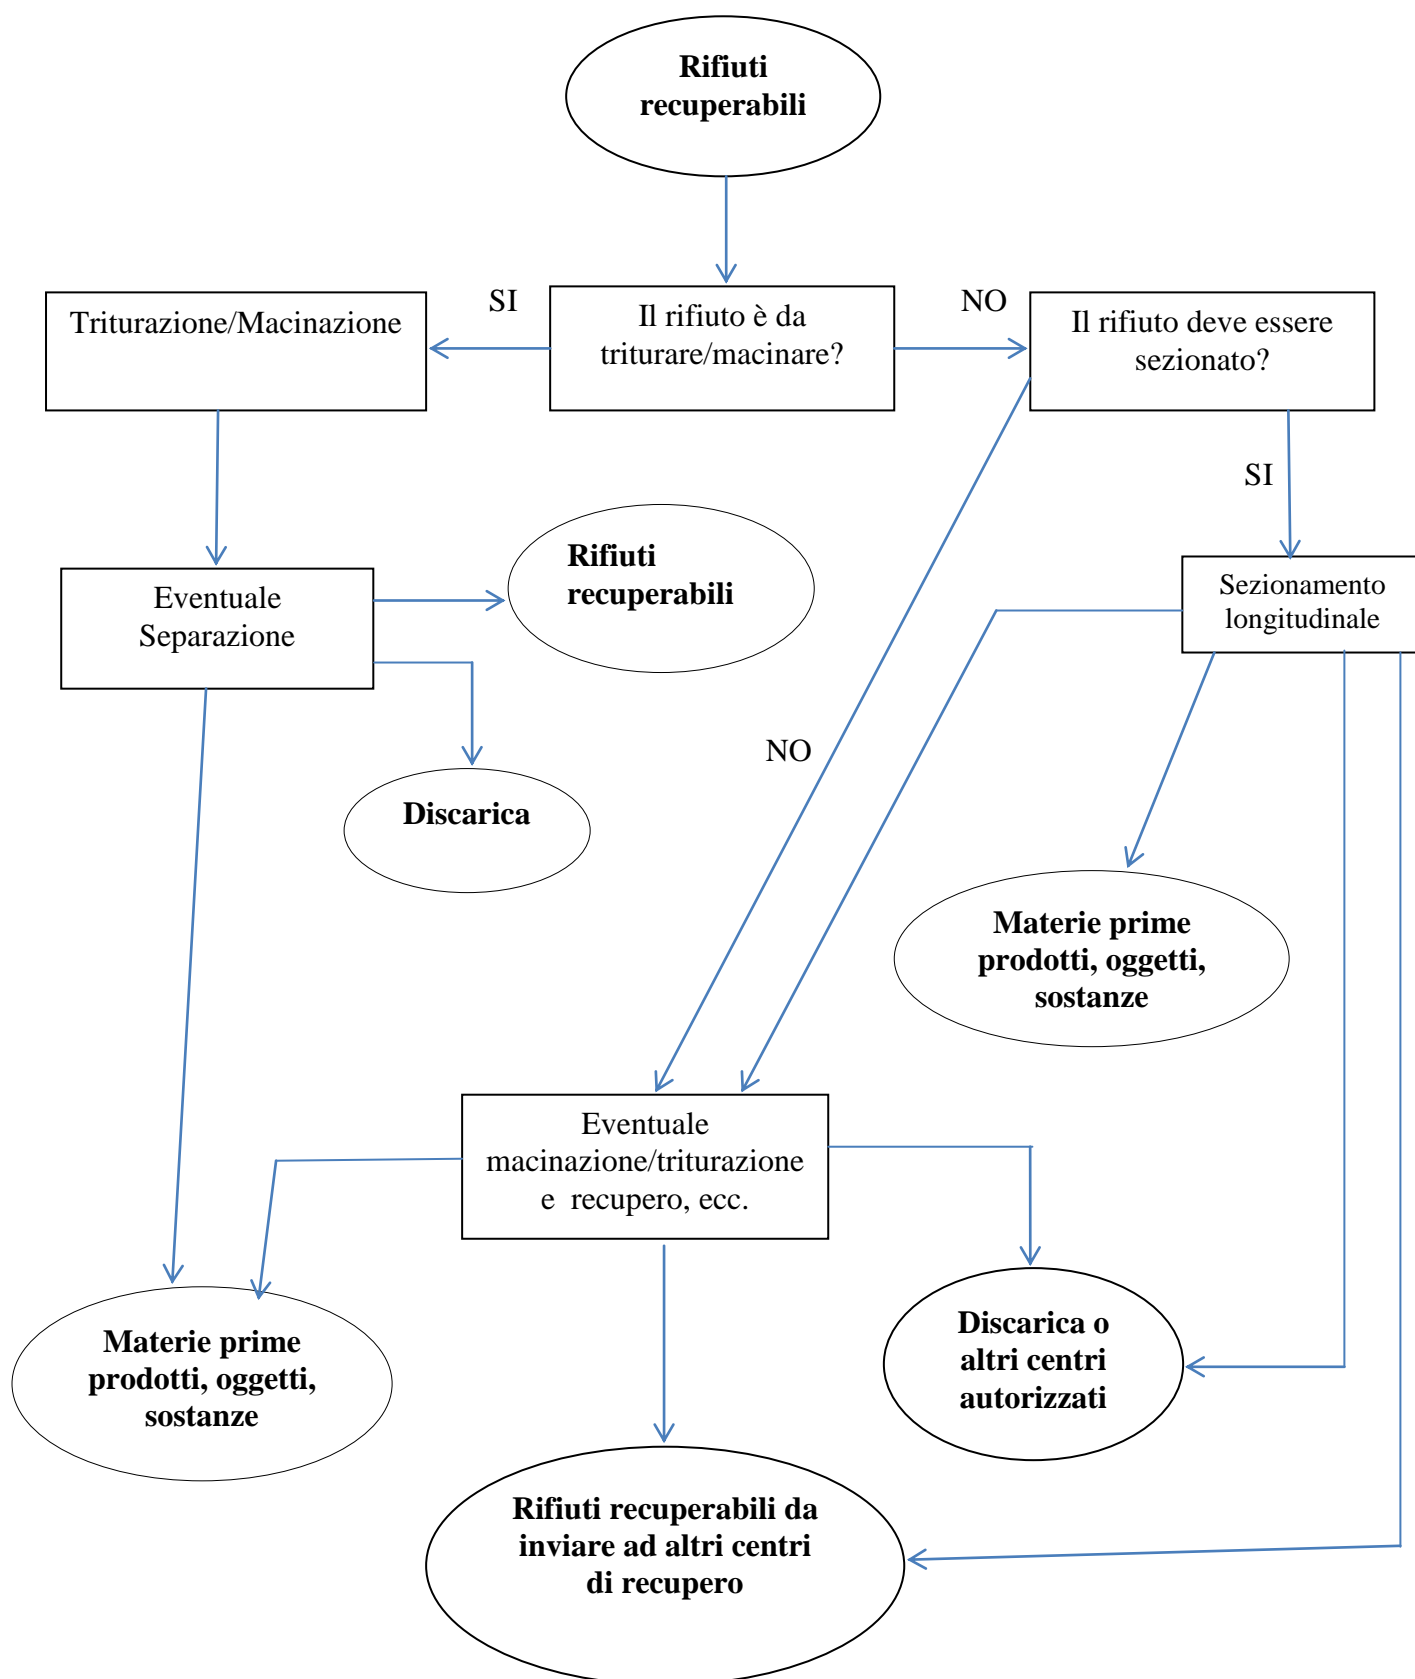 Rifiuti
recuperabili
SI
NO
Triturazione/Macinazione
Il rifiuto è da
triturare/macinare?
Il rifiuto deve essere
sezionato?
SI
Rifiuti
recuperabili
Eventuale
Separazione
Sezionamento
longitudinale
NO
Discarica
Materie prime
prodotti, oggetti,
sostanze
Eventuale
macinazione/triturazione
e recupero, ecc.
Materie prime
prodotti, oggetti,
sostanze
Discarica o
altri centri
autorizzati
Rifiuti recuperabili da
inviare ad altri centri
di recupero